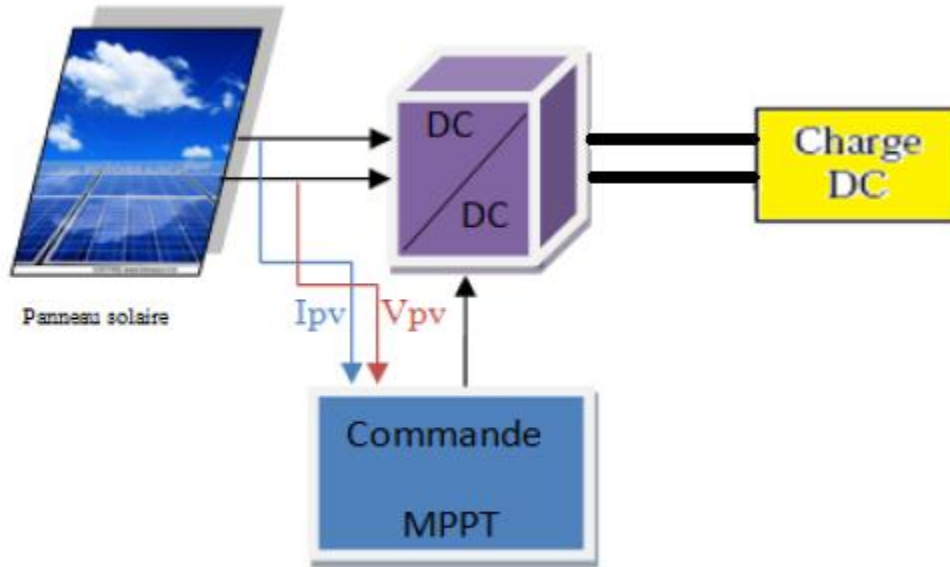 DC
DC
Charge
DC
Panneau solaire
Ipv
Vpv
Commande
MPPT